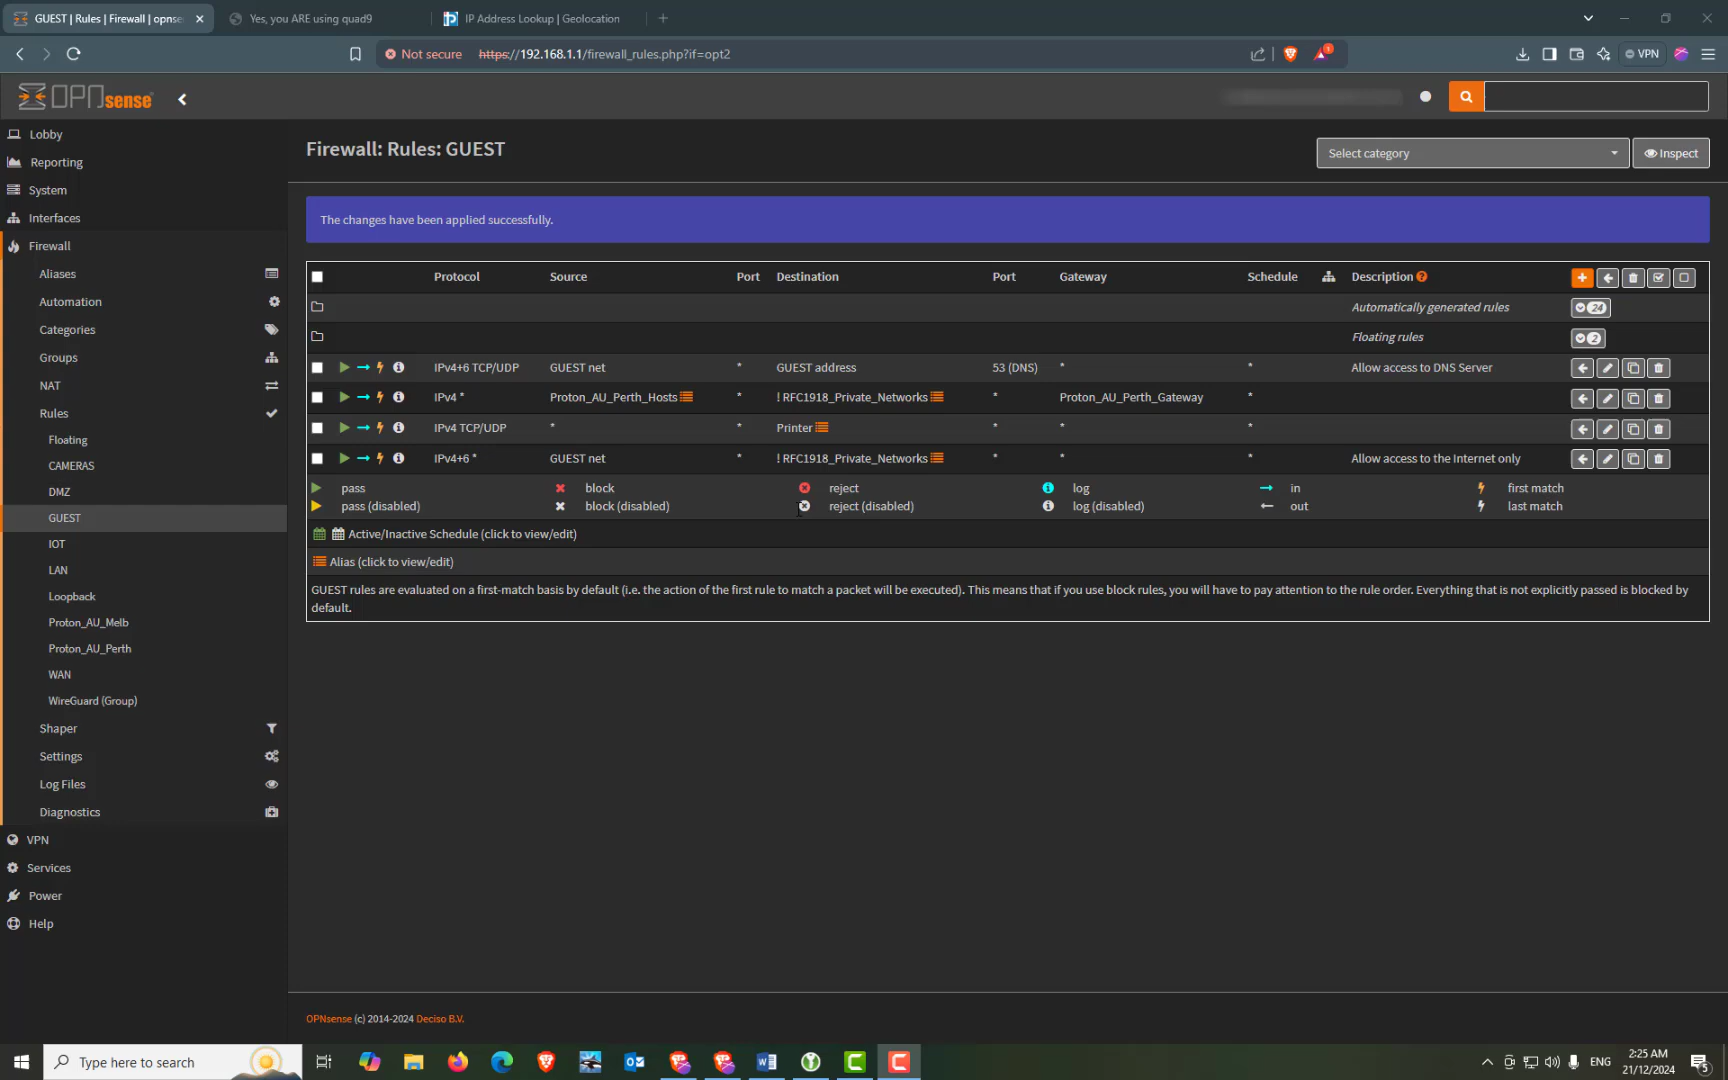 GUEST | Rules | Firewall | opnse
Yes, you ARE using quad9
IP Address Lookup | Geolocation
Not secure https://192.168.1.1/firewall_rules.php?if=opt2
1
VPN
OPNsense
Lobby
Reporting
System
Interfaces
Firewall
Aliases
Automation
Categories
Groups
NAT
Rules
Floating
CAMERAS
DMZ
GUEST
IOT
LAN
Loopback
Proton_AU_Melb
Proton_AU_Perth
WAN
WireGuard (Group)
Shaper
Settings
Log Files
Diagnostics
VPN
Services
Power
Help
Firewall: Rules: GUEST
Select category
Inspect
The changes have been applied successfully.
Protocol Source Port Destination Port Gateway Schedule Description
Automatically generated rules 24
Floating rules 2
IPv4+6 TCP/UDP GUEST net * GUEST address 53 (DNS) * * Allow access to DNS Server
IPv4 * Proton_AU_Perth_Hosts * ! RFC1918_Private_Networks * Proton_AU_Perth_Gateway *
IPv4 TCP/UDP * * Printer * * *
IPv4+6 * GUEST net * ! RFC1918_Private_Networks * * * Allow access to the Internet only
pass block reject log in first match
pass (disabled) block (disabled) reject (disabled) log (disabled) out last match
Active/Inactive Schedule (click to view/edit)
Alias (click to view/edit)
GUEST rules are evaluated on a first-match basis by default (i.e. the action of the first rule to match a packet will be executed). This means that if you use block rules, you will have to pay attention to the rule order. Everything that is not explicitly passed is blocked by
default.
OPNsense (c) 2014-2024 Deciso B.V.
Type here to search
ENG
2:25 AM
21/12/2024
5